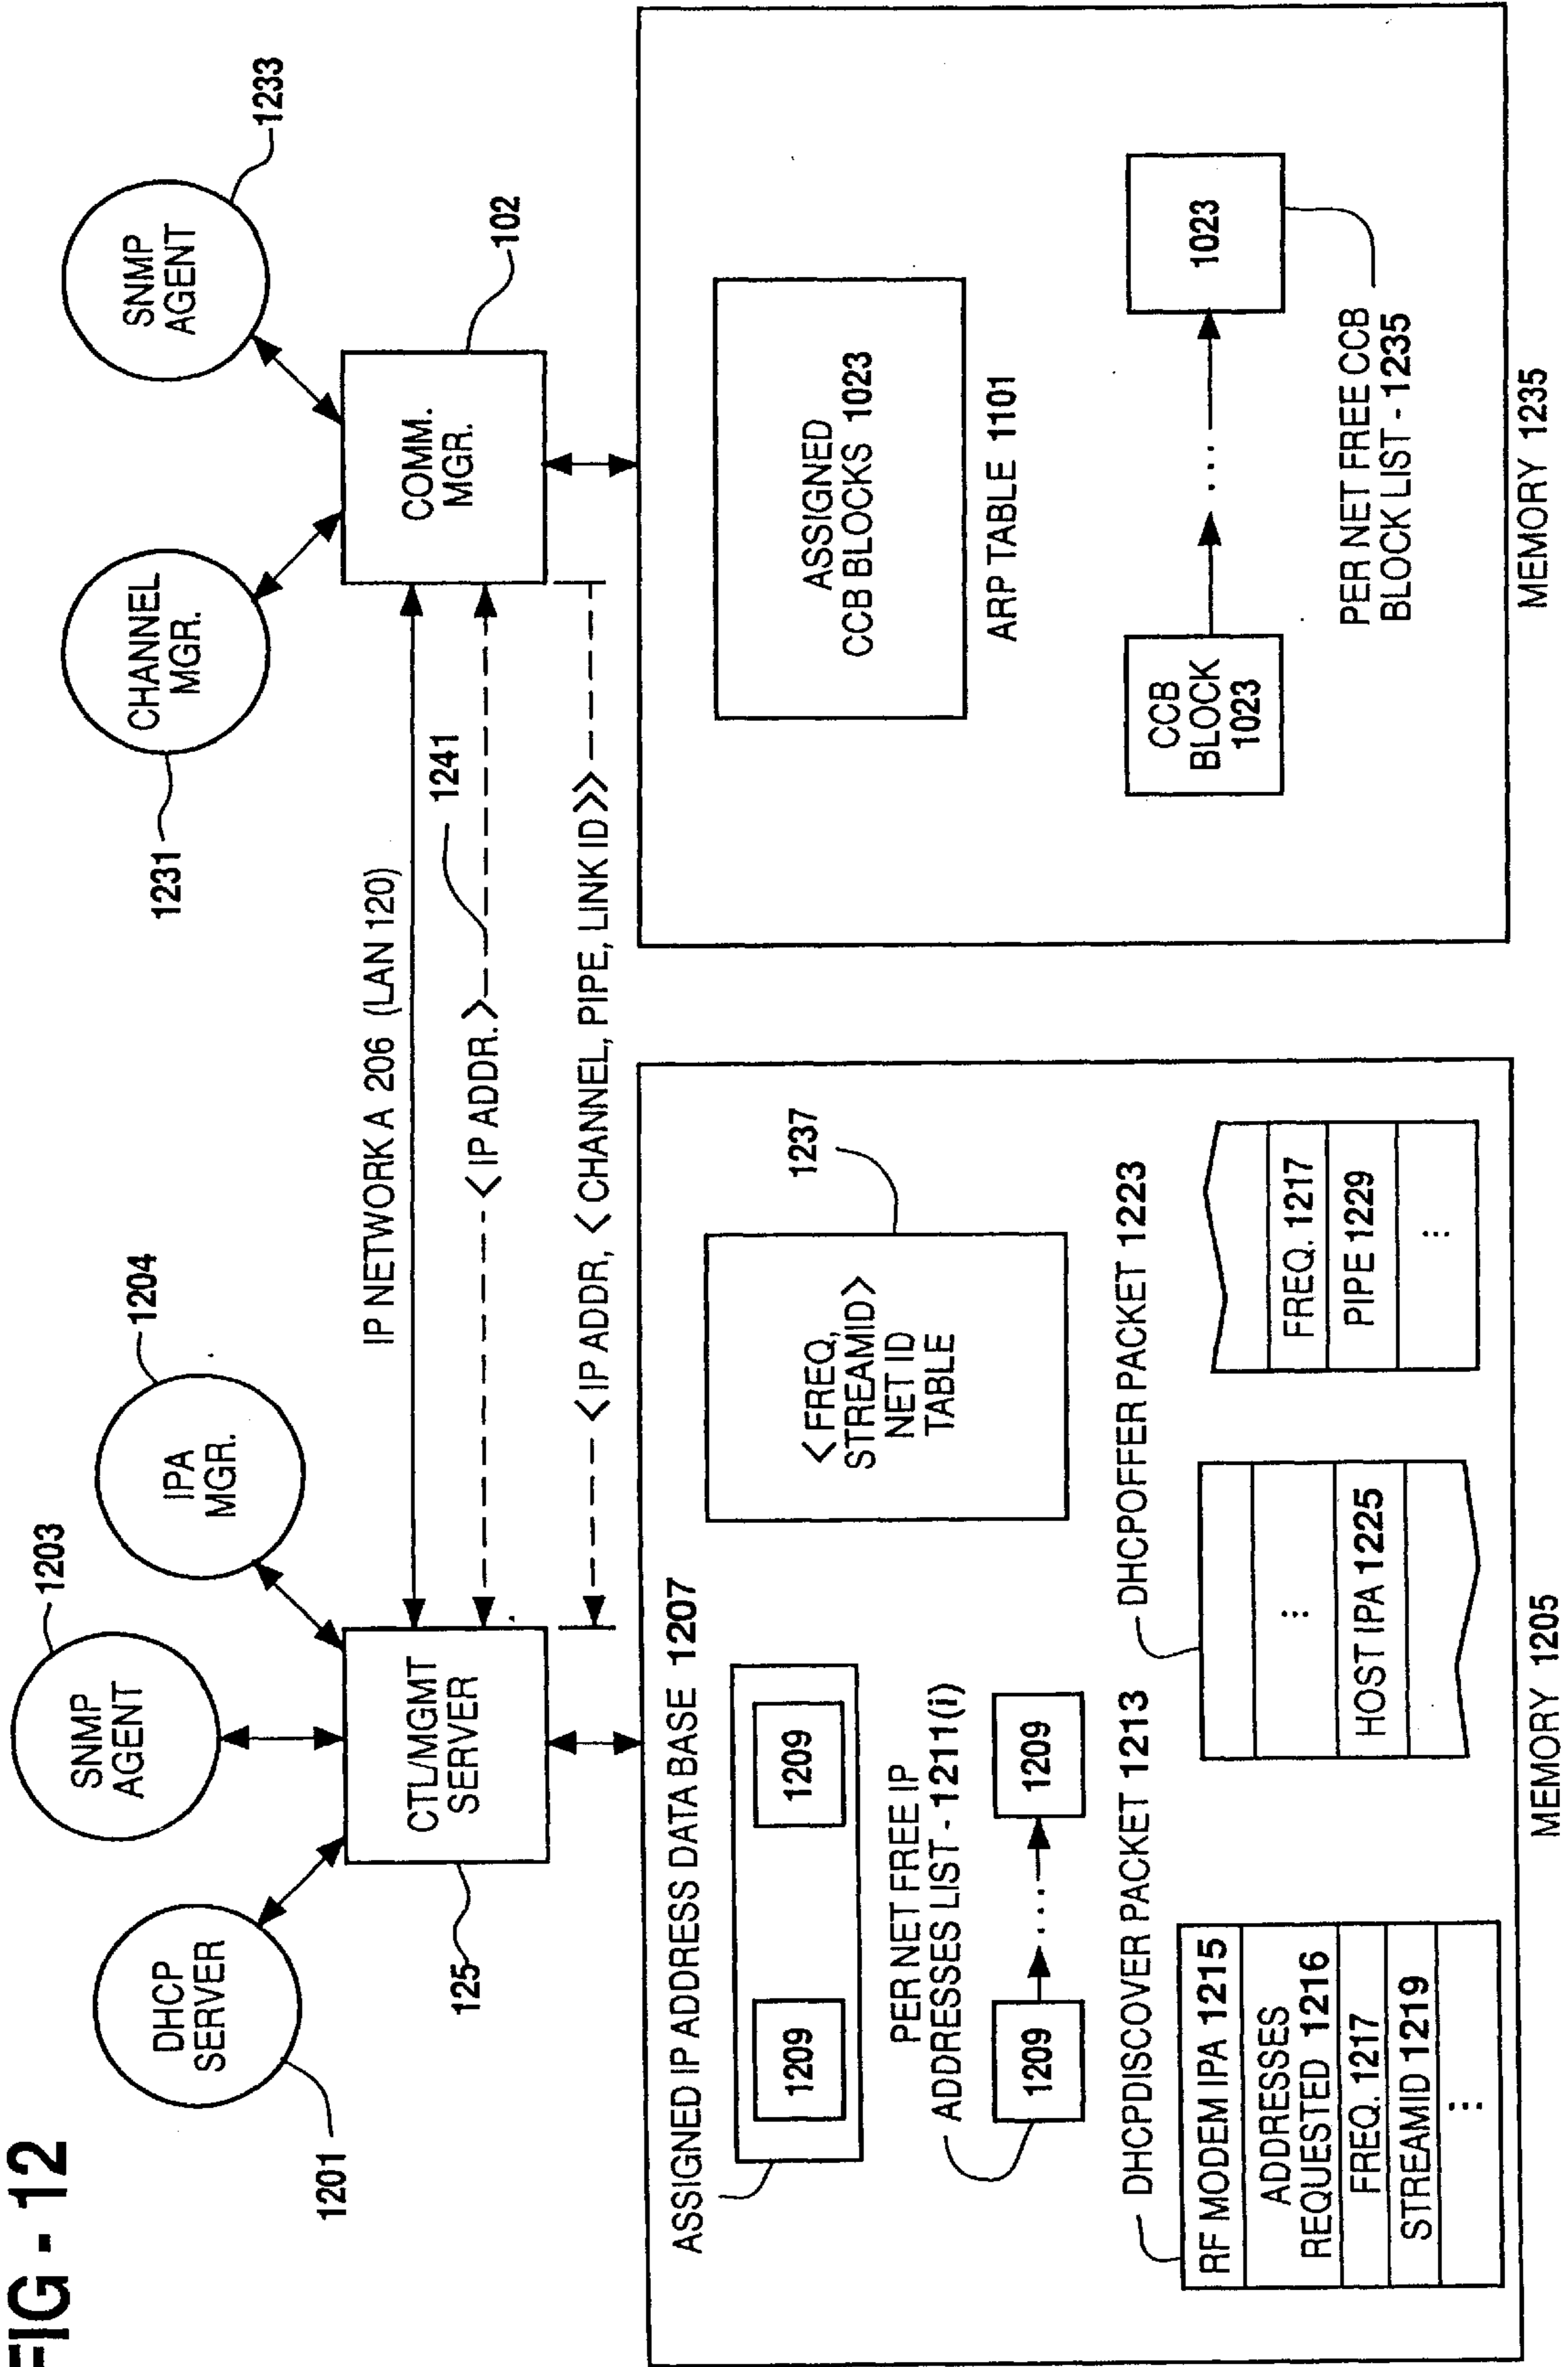 FIG - 12
DHCP
SERVER
1201
SNMP
AGENT
1203
IPA
MGR.
1204
CTL/MGMT
SERVER
125
IP NETWORK A 206 (LAN 120)
<IP ADDR.>
1241
<IP ADDR, <CHANNEL, PIPE, LINK ID>>
CHANNEL
MGR.
1231
SNMP
AGENT
1233
COMM.
MGR.
102
ASSIGNED IP ADDRESS DATA BASE 1207
1209
1209
PER NET FREE IP
ADDRESSES LIST - 1211(i)
1209
...
1209
<FREQ,
STREAMID>
NET ID
TABLE
1237
DHCPDISCOVER PACKET 1213
RF MODEM IPA 1215
ADDRESSES
REQUESTED 1216
FREQ. 1217
STREAMID 1219
...
DHCPOFFER PACKET 1223
...
HOST IPA 1225
FREQ. 1217
PIPE 1229
...
MEMORY 1205
ASSIGNED
CCB BLOCKS 1023
ARP TABLE 1101
CCB
BLOCK
1023
...
1023
PER NET FREE CCB
BLOCK LIST - 1235
MEMORY 1235